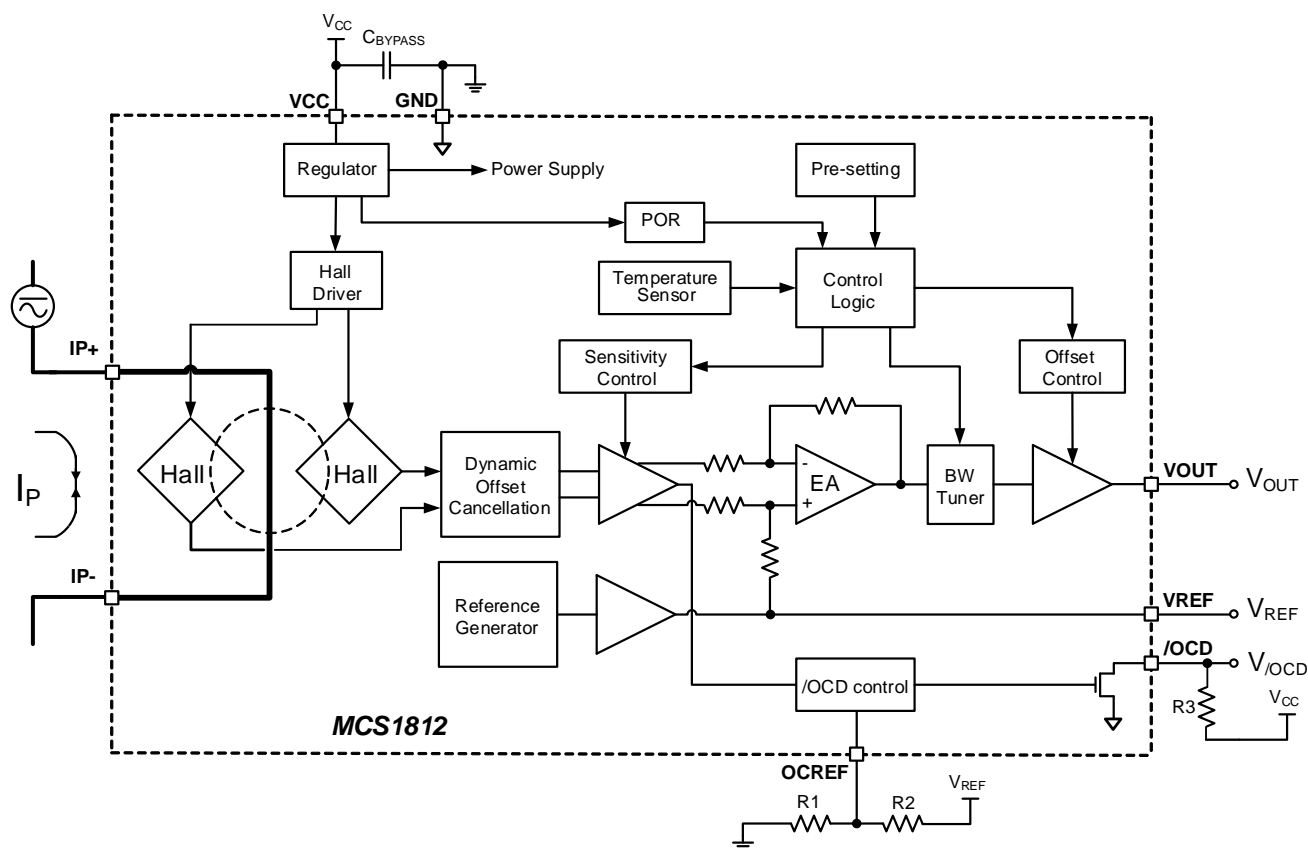 VCC
CBYPASS
VCC
GND
Regulator
Power Supply
Pre-setting
POR
Hall
Driver
Temperature
Sensor
Control
Logic
IP+
Sensitivity
Control
Offset
Control
IP
Hall
Hall
Dynamic
Offset
Cancellation
-
+
EA
BW
Tuner
VOUT
VOUT
IP-
Reference
Generator
VREF
VREF
/OCD
V/OCD
/OCD control
R3
VCC
MCS1812
OCREF
R1
R2
VREF